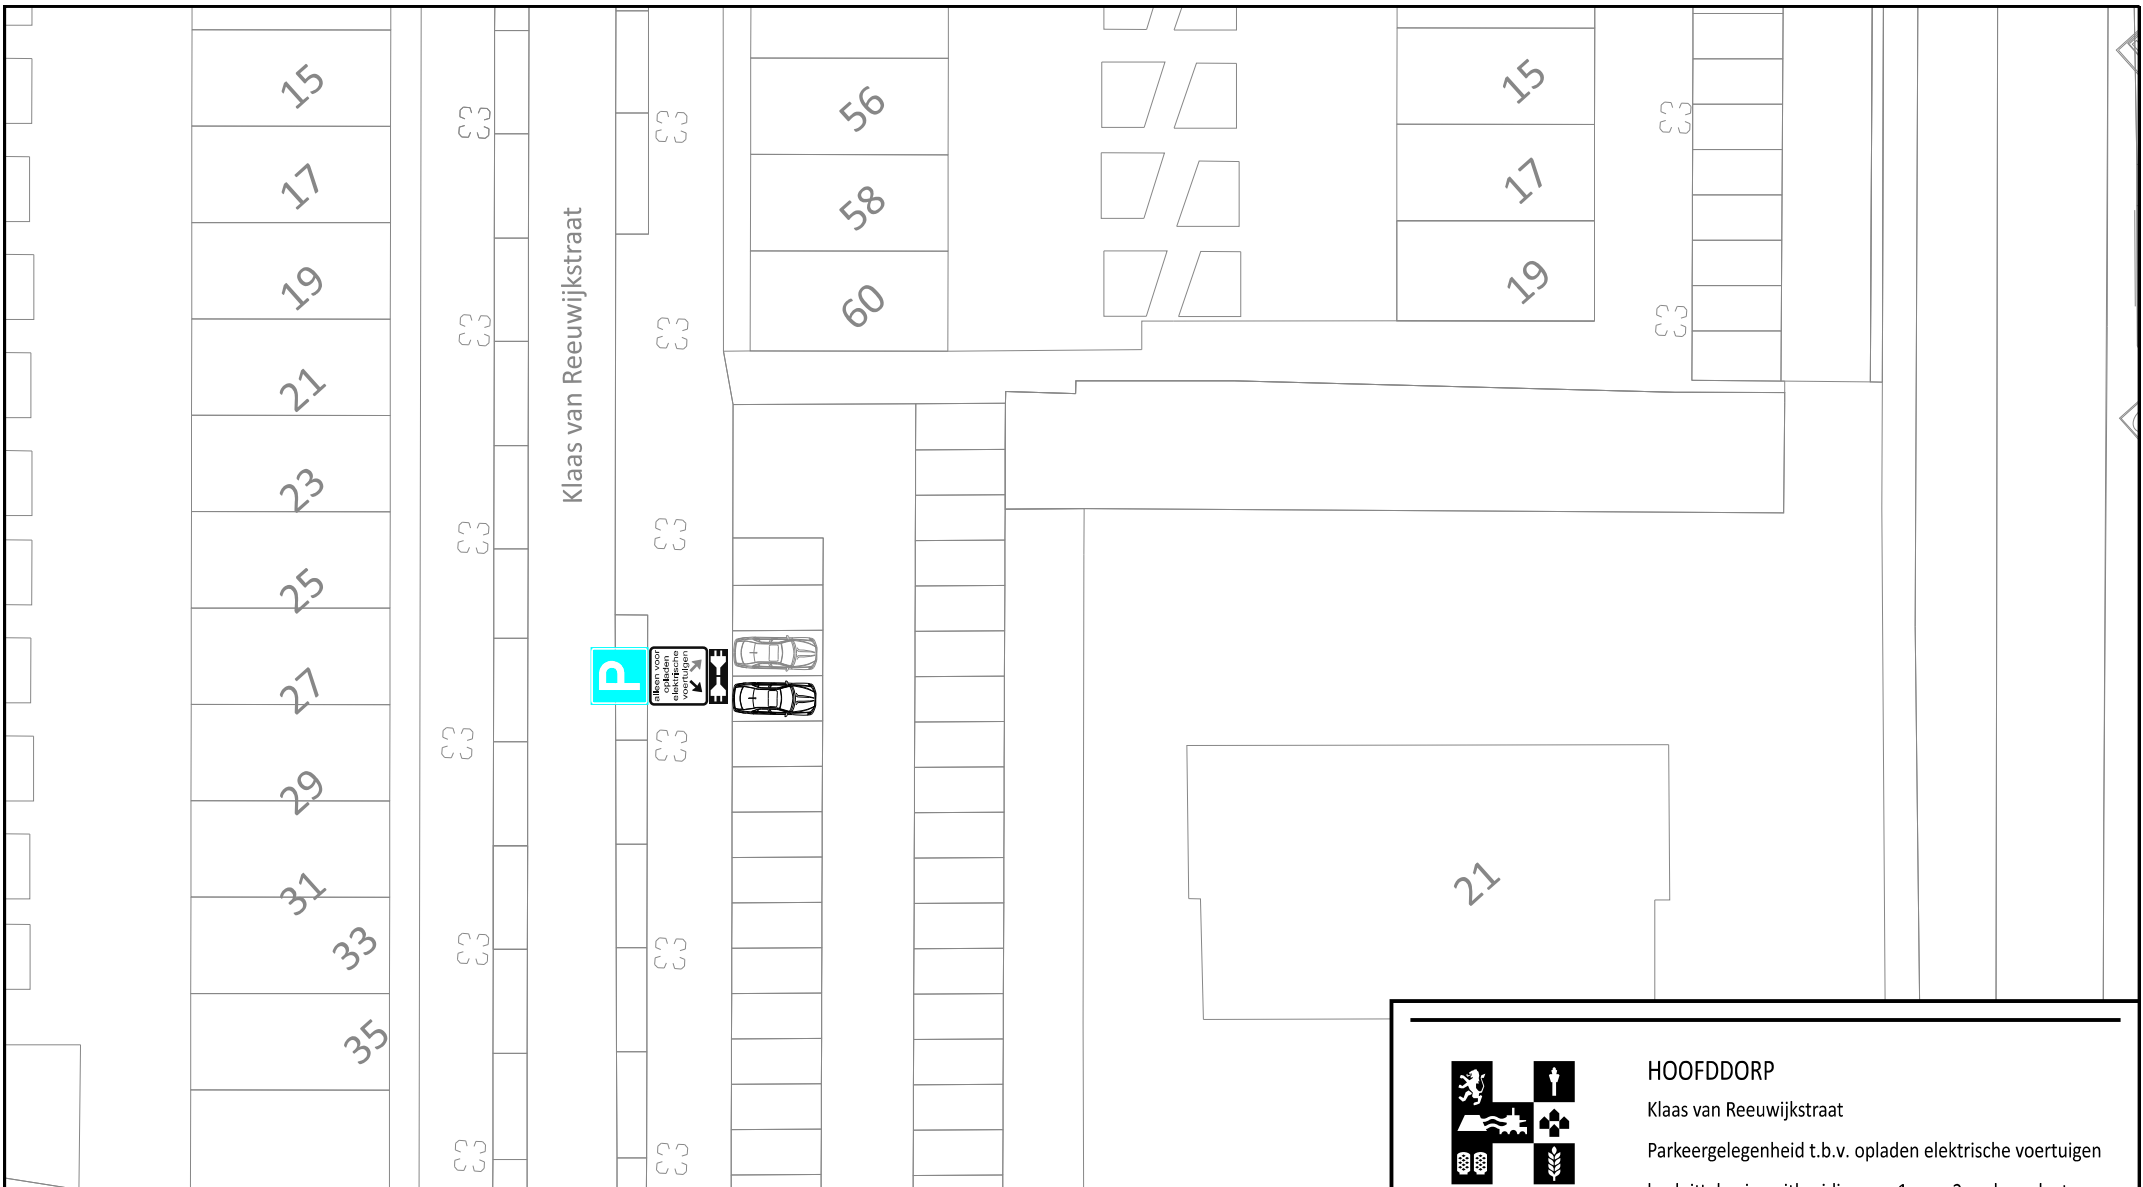 15
17
19
21
23
25
27
29
31
33
35
Klaas van Reeuwijkstraat
56
58
60
15
17
19
21
P
alleen voor
opladen
elektrische
voertuigen
HOOFDDORP
Klaas van Reeuwijkstraat
Parkeergelegenheid t.b.v. opladen elektrische voertuigen